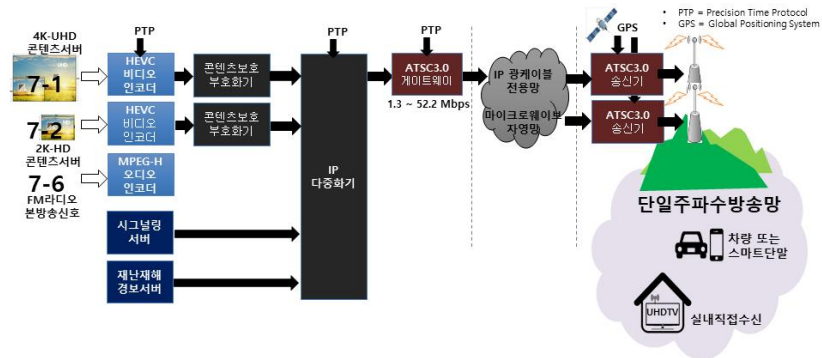 • PTP = Precision Time Protocol
• GPS = Global Positioning System
4K-UHD
콘텐츠서버
7-1
PTP
HEVC
비디오
인코더
콘텐츠보호
부호화기
7-2
2K-HD
콘텐츠서버
HEVC
비디오
인코더
콘텐츠보호
부호화기
7-6
FM라디오
본방송신호
MPEG-H
오디오
인코더
시그널링
서버
재난재해
경보서버
PTP
IP
다중화기
PTP
ATSC3.0
게이트웨이
1.3 ~ 52.2 Mbps
IP 광케이블
전용망
마이크로웨이브
자영망
GPS
ATSC3.0
송신기
ATSC3.0
송신기
단일주파수방송망
차량 또는
스마트단말
UHDTV
실내직접수신